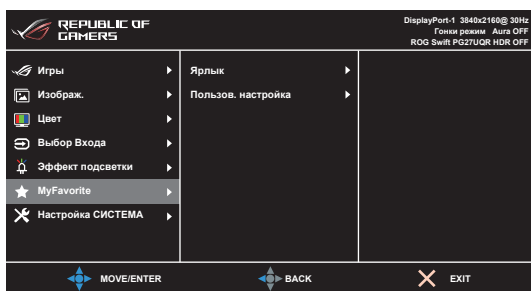 REPUBLIC OF
GAMERS
DisplayPort-1 3840x2160@ 30Hz
Гонки режим Aura OFF
ROG Swift PG27UQR HDR OFF
Игры
Изображ.
Цвет
Выбор Входа
Эффект подсветки
MyFavorite
Настройка СИСТЕМА
Ярлык
Пользов. настройка
MOVE/ENTER
BACK
EXIT